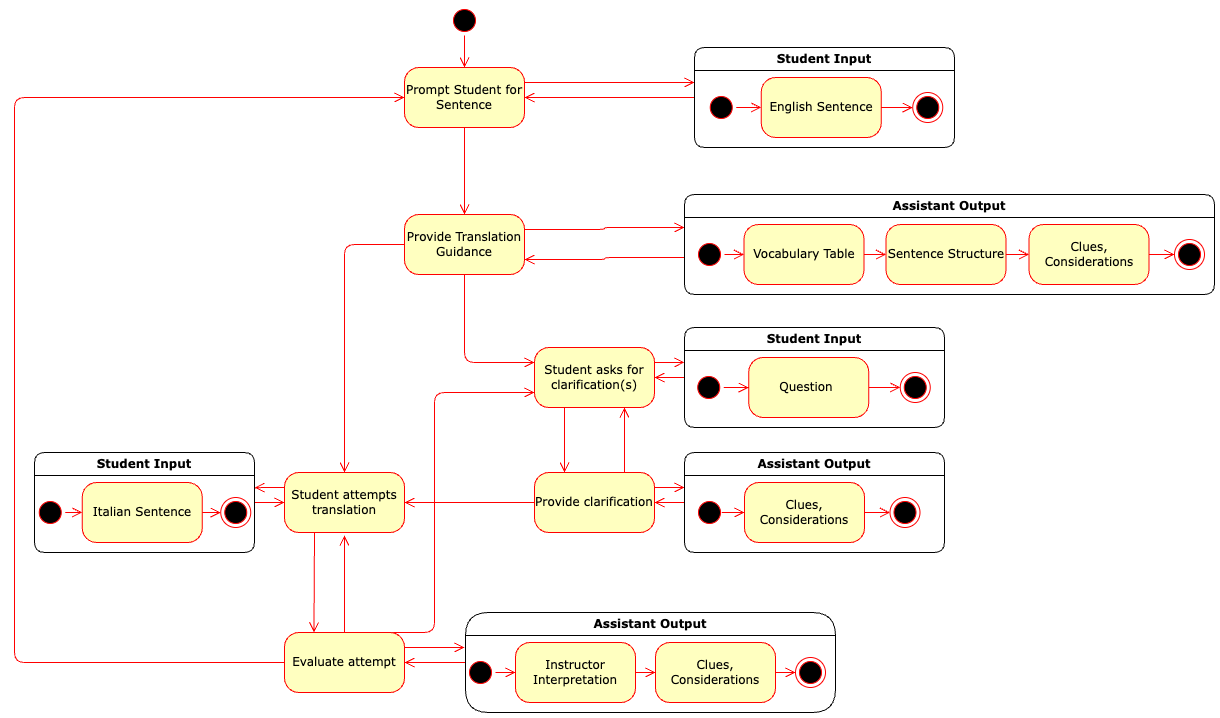 Student Input
Prompt Student for
Sentence
English Sentence
Assistant Output
Provide Translation
Guidance
Vocabulary Table
Sentence Structure
Clues,
Considerations
Student Input
Student asks for
clarification(s)
Question
Student Input
Assistant Output
Italian Sentence
Student attempts
translation
Provide clarification
Clues,
Considerations
Assistant Output
Evaluate attempt
Instructor
Interpretation
Clues,
Considerations